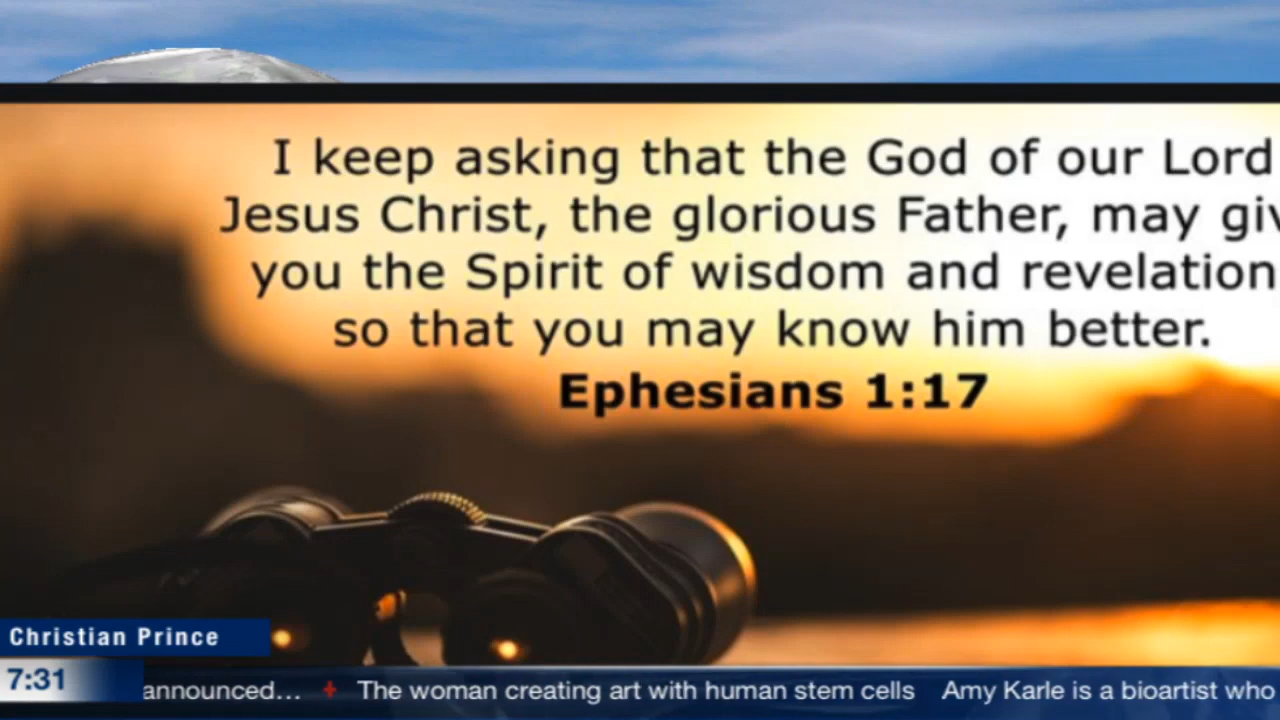 I keep asking that the God of our Lord
Jesus Christ, the glorious Father, may giv
you the Spirit of wisdom and revelation
so that you may know him better.
Ephesians 1:17
Christian Prince
7:31
announced... The woman creating art with human stem cells Amy Karle is a bioartist who